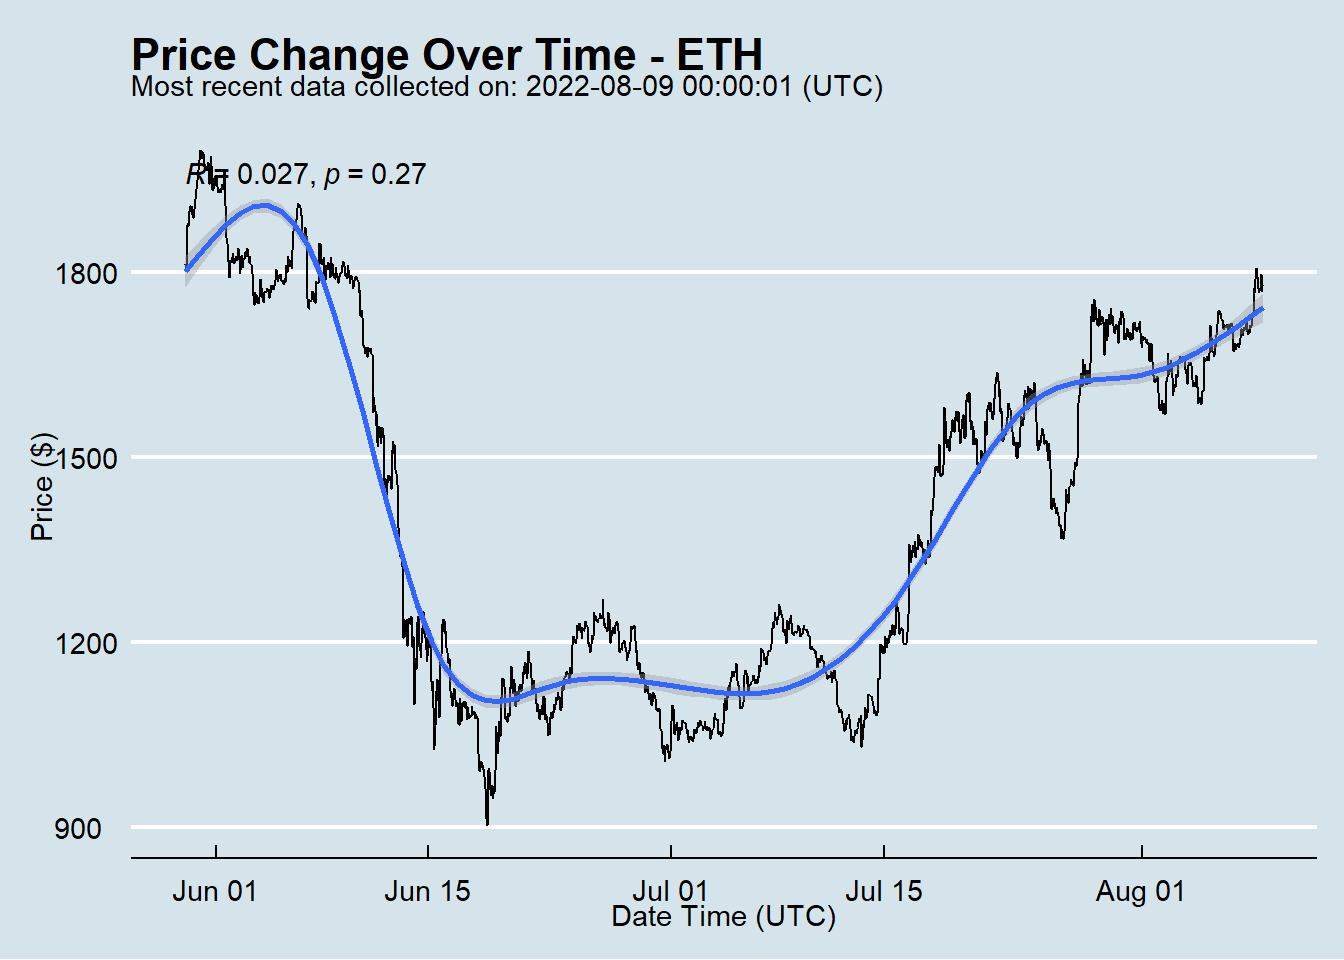 Price Change Over Time - ETH
Most recent data collected on: 2022-08-09 00:00:01 (UTC)
R = 0.027, p = 0.27
1800
1500
1200
900
Price ($)
Jun 01
Jun 15
Jul 01
Jul 15
Aug 01
Date Time (UTC)